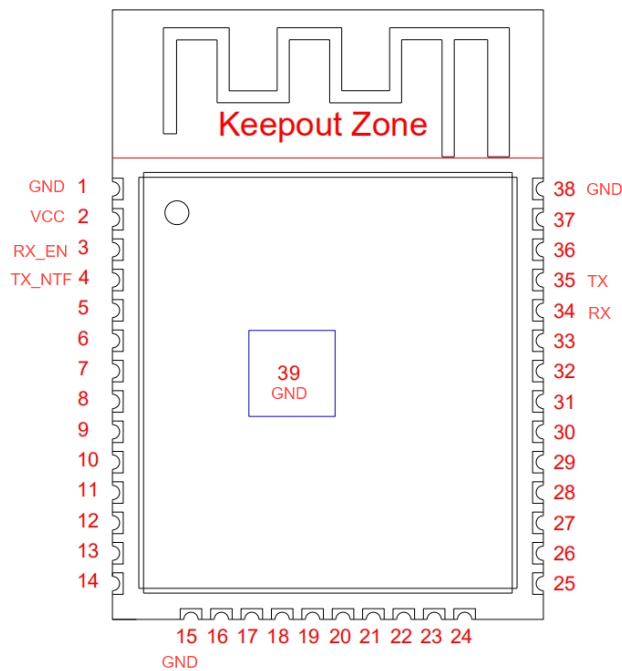 Keepout Zone
GND 1
VCC 2
RX_EN 3
TX_NTF 4
5
6
7
8
9
10
11
12
13
14
39
GND
38 GND
37
36
35 TX
34 RX
33
32
31
30
29
28
27
26
25
15 16 17 18 19 20 21 22 23 24
GND